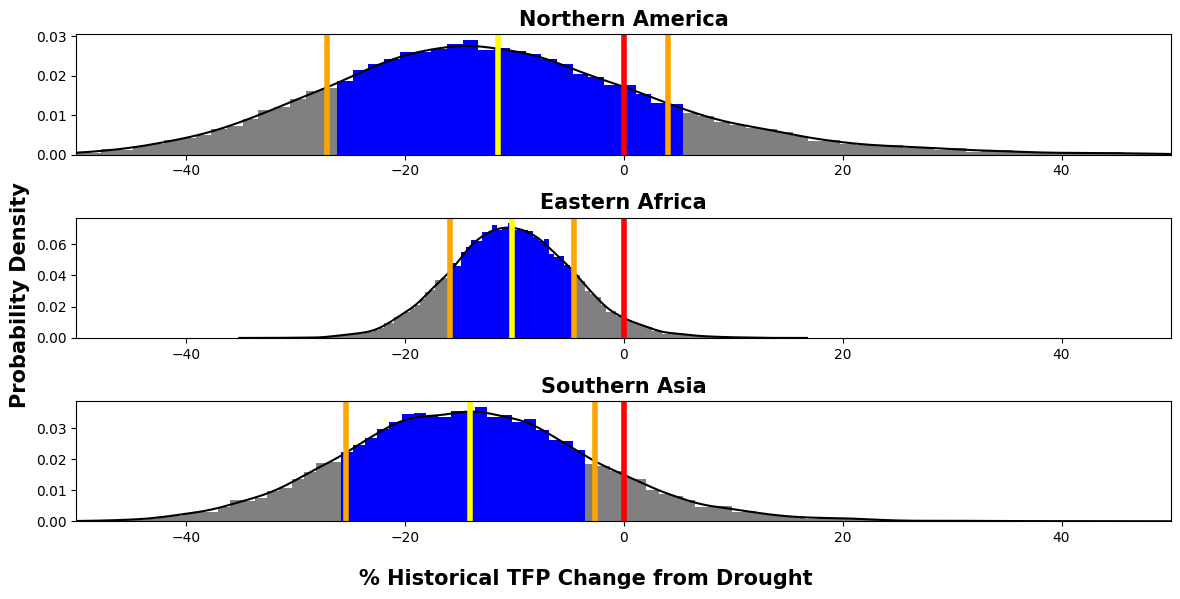 Northern America
0.03
0.02
0.01
0.00
−40 −20 0 20 40
Eastern Africa
0.06
0.04
0.02
0.00
−40 −20 0 20 40
Southern Asia
0.03
0.02
0.01
0.00
−40 −20 0 20 40
Probability Density
% Historical TFP Change from Drought